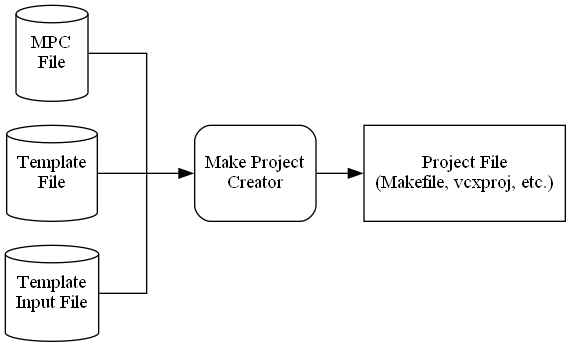 MPC
File
Template
File
Make Project
Creator
Project File
(Makefile, vcxproj, etc.)
Template
Input File